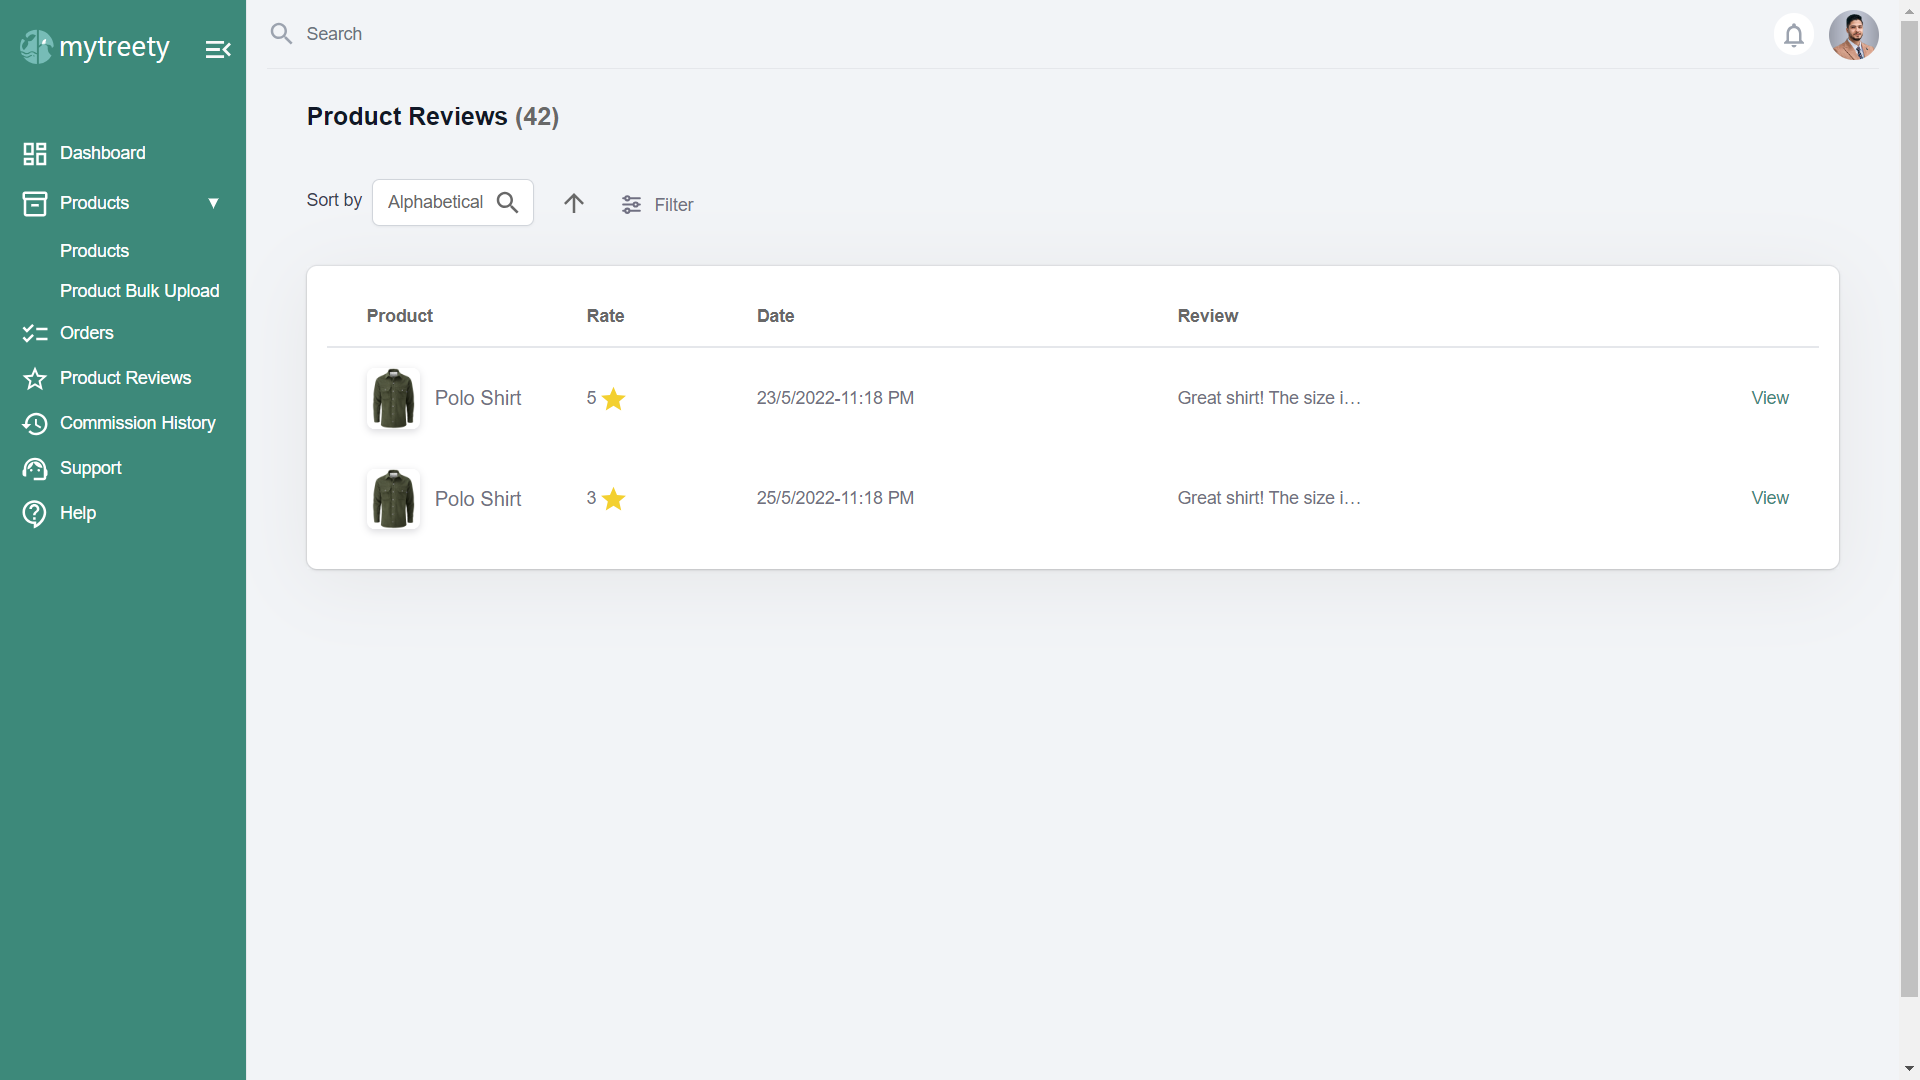 mytreety
Search
Dashboard
Products
Products
Product Bulk Upload
Orders
Product Reviews
Commission History
Support
Help
Product Reviews (42)
Sort by Alphabetical Filter
Product Rate Date Review
Polo Shirt 5 23/5/2022-11:18 PM Great shirt! The size i… View
Polo Shirt 3 25/5/2022-11:18 PM Great shirt! The size i… View